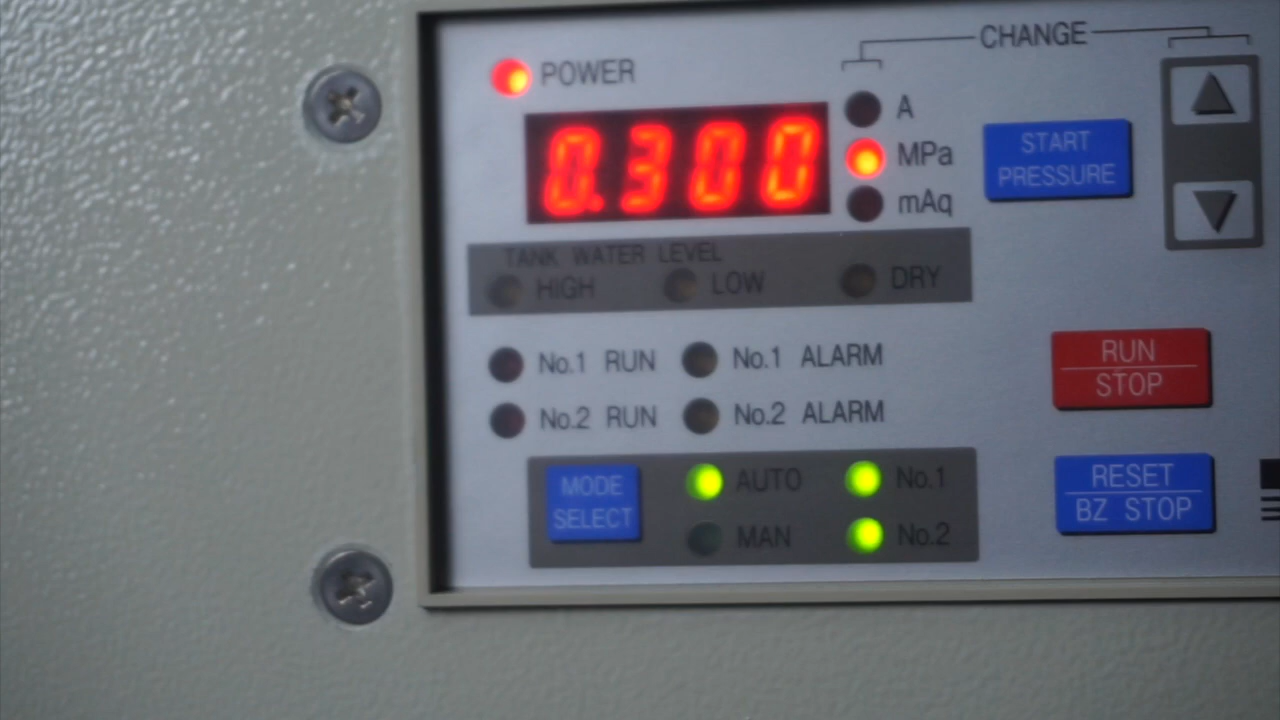 CHANGE
POWER
A
0.300
MPa
mAq
START
PRESSURE
TANK WATER LEVEL
HIGH LOW DRY
No.1 RUN No.1 ALARM
No.2 RUN No.2 ALARM
RUN
STOP
MODE
SELECT
AUTO No.1
MAN No.2
RESET
BZ STOP